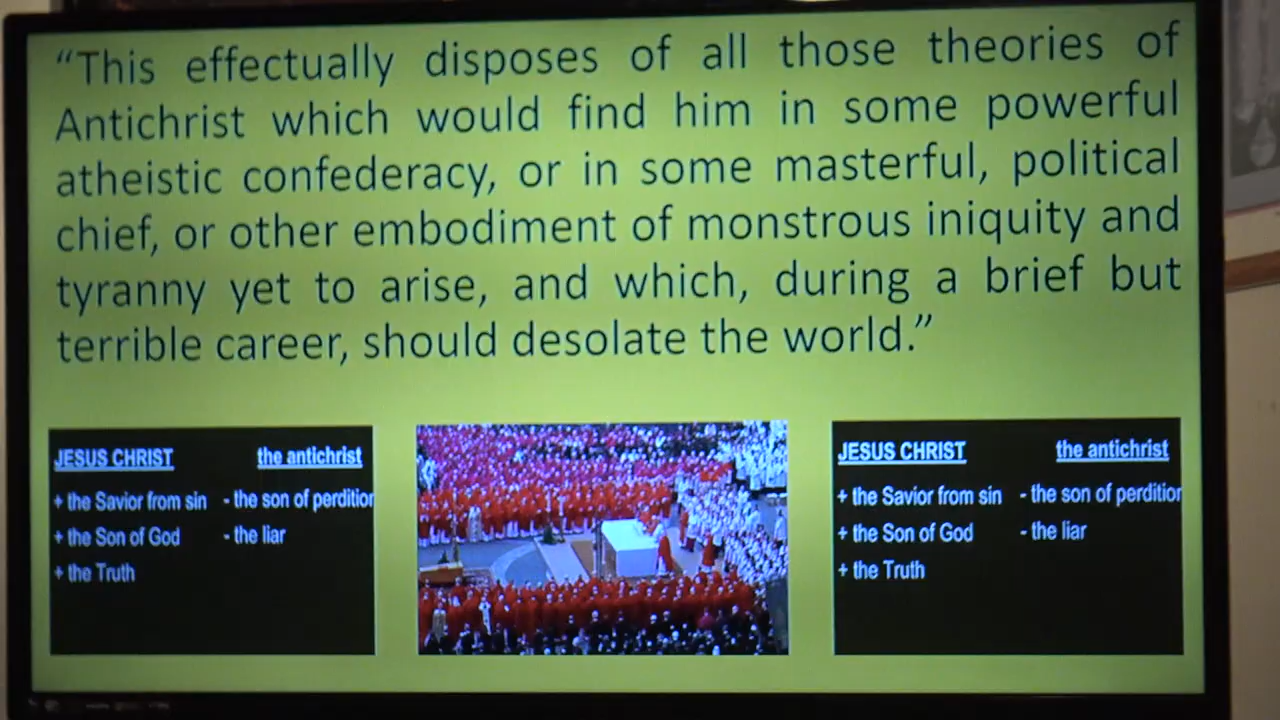 “This effectually disposes of all those theories of
Antichrist which would find him in some powerful
atheistic confederacy, or in some masterful, political
chief, or other embodiment of monstrous iniquity and
tyranny yet to arise, and which, during a brief but
terrible career, should desolate the world.”
JESUS CHRIST the antichrist
+ the Savior from sin - the son of perdition
+ the Son of God - the liar
+ the Truth
JESUS CHRIST the antichrist
+ the Savior from sin - the son of perdition
+ the Son of God - the liar
+ the Truth